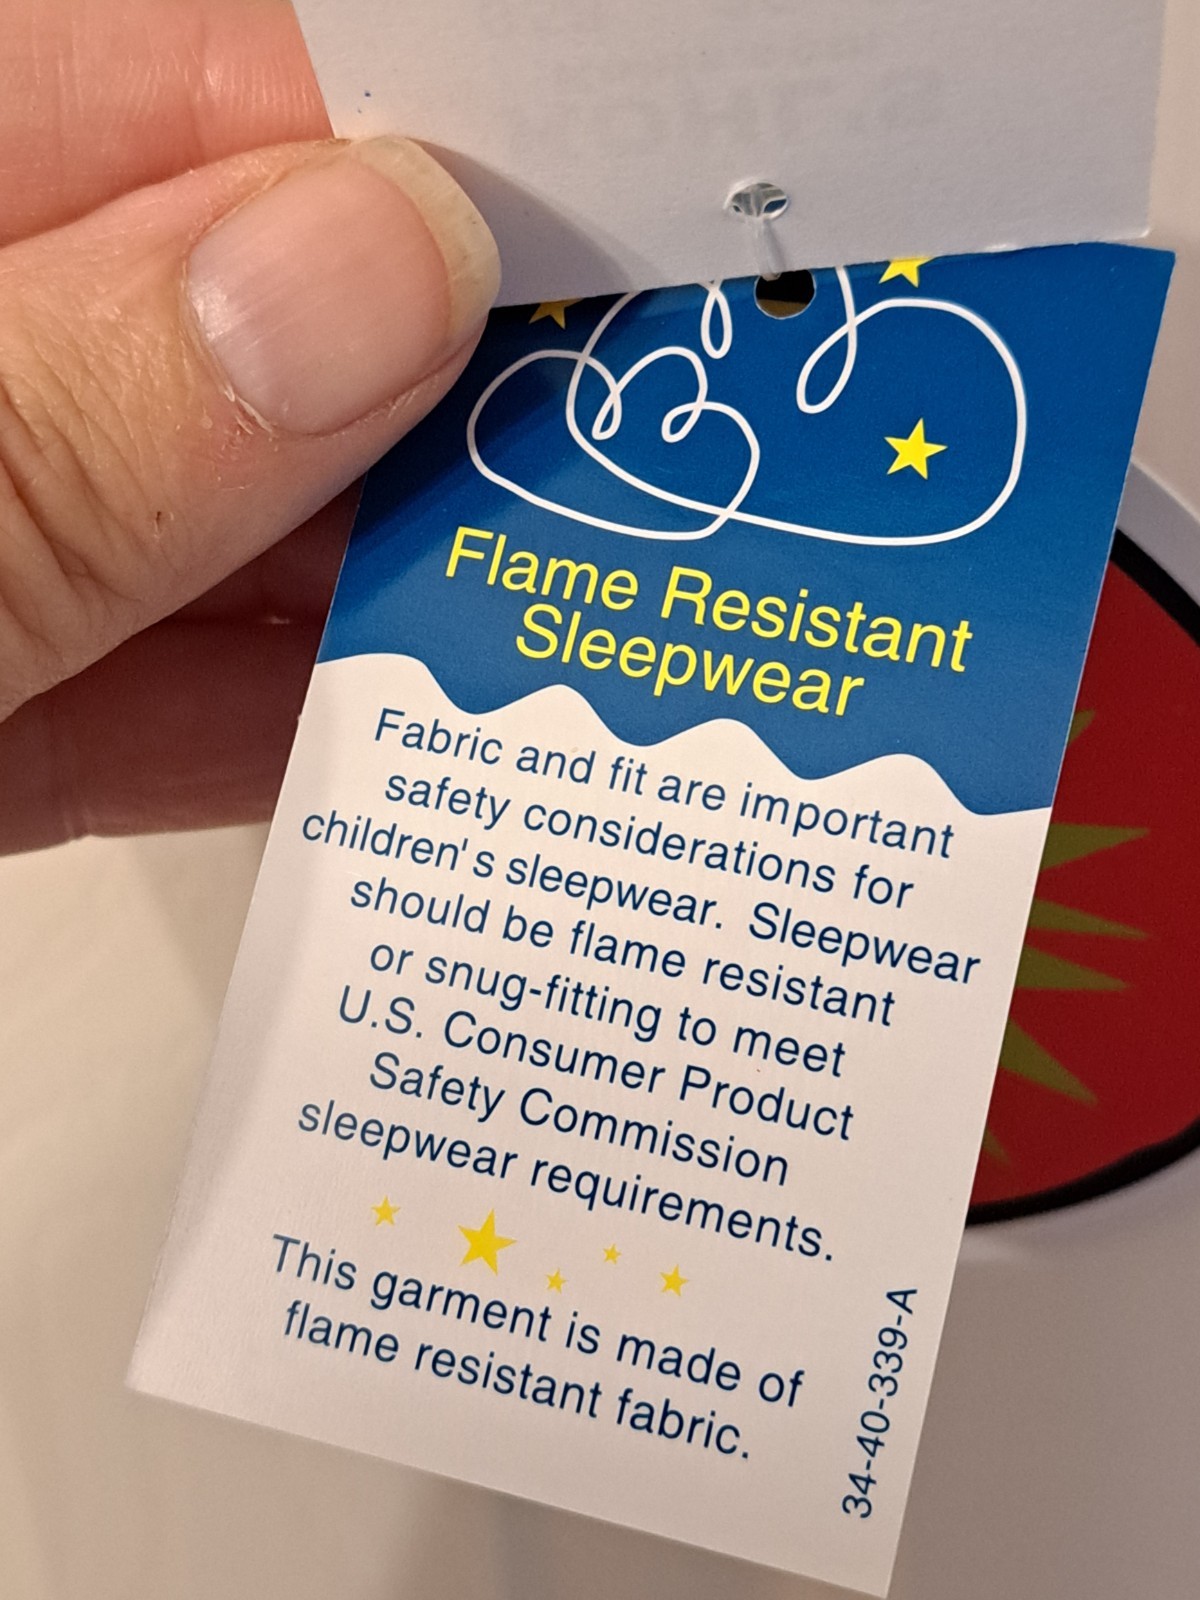 Flame Resistant
Sleepwear
Fabric and fit are important
safety considerations for
children's sleepwear. Sleepwear
should be flame resistant
or snug-fitting to meet
U.S. Consumer Product
Safety Commission
sleepwear requirements.
This garment is made of
flame resistant fabric.
34-40-339-A